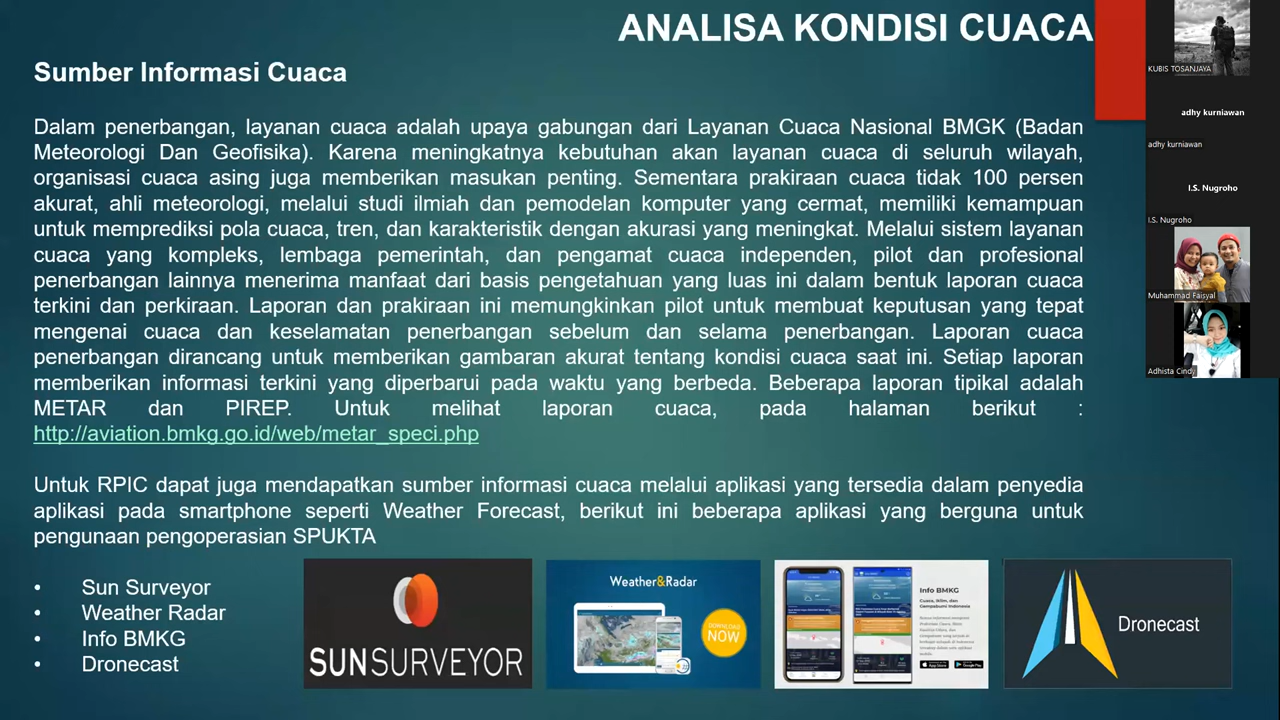 ANALISA KONDISI CUACA
Sumber Informasi Cuaca
Dalam penerbangan, layanan cuaca adalah upaya gabungan dari Layanan Cuaca Nasional BMGK (Badan
Meteorologi Dan Geofisika). Karena meningkatnya kebutuhan akan layanan cuaca di seluruh wilayah,
organisasi cuaca asing juga memberikan masukan penting. Sementara prakiraan cuaca tidak 100 persen
akurat, ahli meteorologi, melalui studi ilmiah dan pemodelan komputer yang cermat, memiliki kemampuan
untuk memprediksi pola cuaca, tren, dan karakteristik dengan akurasi yang meningkat. Melalui sistem layanan
cuaca yang kompleks, lembaga pemerintah, dan pengamat cuaca independen, pilot dan profesional
penerbangan lainnya menerima manfaat dari basis pengetahuan yang luas ini dalam bentuk laporan cuaca
terkini dan perkiraan. Laporan dan prakiraan ini memungkinkan pilot untuk membuat keputusan yang tepat
mengenai cuaca dan keselamatan penerbangan sebelum dan selama penerbangan. Laporan cuaca
penerbangan dirancang untuk memberikan gambaran akurat tentang kondisi cuaca saat ini. Setiap laporan
memberikan informasi terkini yang diperbarui pada waktu yang berbeda. Beberapa laporan tipikal adalah
METAR dan PIREP. Untuk melihat laporan cuaca, pada halaman berikut :
http://aviation.bmkg.go.id/web/metar_speci.php
Untuk RPIC dapat juga mendapatkan sumber informasi cuaca melalui aplikasi yang tersedia dalam penyedia
aplikasi pada smartphone seperti Weather Forecast, berikut ini beberapa aplikasi yang berguna untuk
pengunaan pengoperasian SPUKTA
• Sun Surveyor
• Weather Radar
• Info BMKG
• Dronecast
SUNSURVEYOR
Weather&Radar
DOWNLOAD
NOW
Info BMKG
Cuaca, Iklim, dan
Gempabumi Indonesia
App Store
Google Play
Dronecast
KUBIS TOSANJAYA
adhy kurniawan
adhy kurniawan
I.S. Nugroho
I.S. Nugroho
Muhammad Faisyal
Adhista Cindy